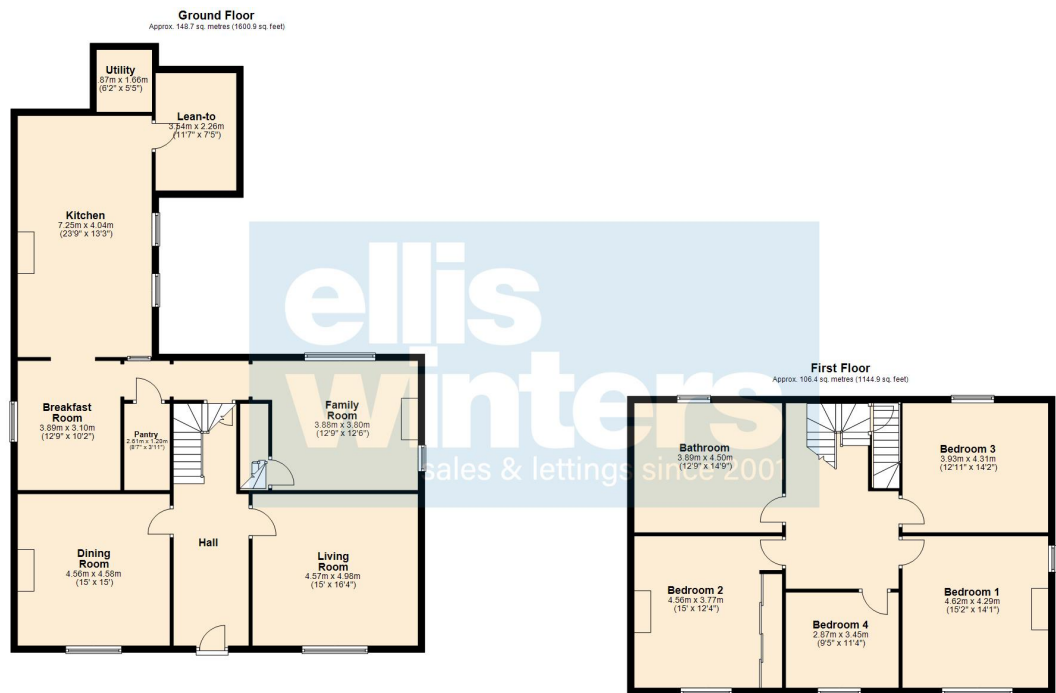 Ground Floor
Approx. 148.7 sq. metres (1600.9 sq. feet)
Utility
.87m x 1.66m
(6'2" x 5'5")
Lean-to
3.54m x 2.26m
(11'7" x 7'5")
Kitchen
7.25m x 4.04m
(23'9" x 13'3")
Breakfast
Room
3.89m x 3.10m
(12'9" x 10'2")
Pantry
2.61m x 1.20m
(8'7" x 3'11")
Family
Room
3.88m x 3.80m
(12'9" x 12'6")
Dining
Room
4.56m x 4.58m
(15' x 15')
Hall
Living
Room
4.57m x 4.98m
(15' x 16'4")
ellis
winters
sales & lettings since 2001
First Floor
Approx. 106.4 sq. metres (1144.9 sq. feet)
Bathroom
3.89m x 4.50m
(12'9" x 14'9")
Bedroom 3
3.93m x 4.31m
(12'11" x 14'2")
Bedroom 2
4.56m x 3.77m
(15' x 12'4")
Bedroom 4
2.87m x 3.45m
(9'5" x 11'4")
Bedroom 1
4.62m x 4.29m
(15'2" x 14'1")